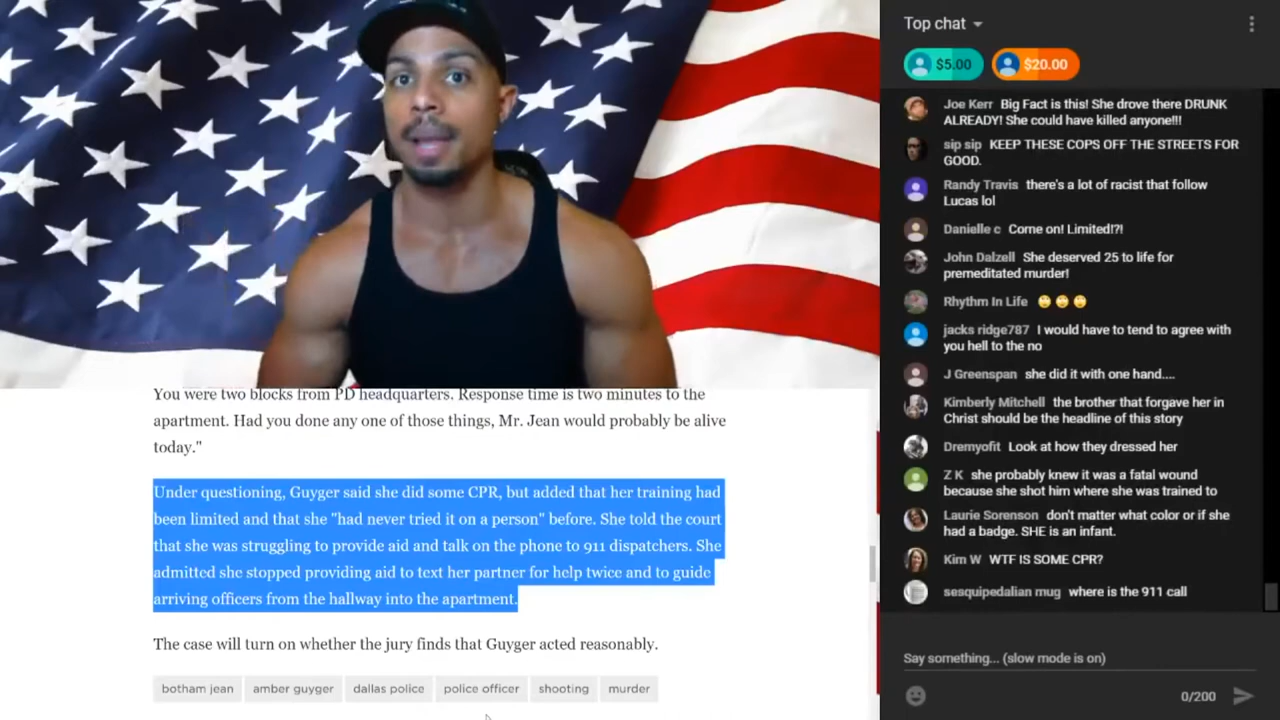 You were two blocks from PD headquarters. Response time is two minutes to the
apartment. Had you done any one of those things, Mr. Jean would probably be alive
today."
Under questioning, Guyger said she did some CPR, but added that her training had
been limited and that she "had never tried it on a person" before. She told the court
that she was struggling to provide aid and talk on the phone to 911 dispatchers. She
admitted she stopped providing aid to text her partner for help twice and to guide
arriving officers from the hallway into the apartment.
The case will turn on whether the jury finds that Guyger acted reasonably.
botham jean amber guyger dallas police police officer shooting murder
Top chat
$5.00 $20.00
Joe Kerr Big Fact is this! She drove there DRUNK
ALREADY! She could have killed anyone!!!
sip sip KEEP THESE COPS OFF THE STREETS FOR
GOOD.
Randy Travis there's a lot of racist that follow
Lucas lol
Danielle c Come on! Limited!?!
John Dalzell She deserved 25 to life for
premeditated murder!
Rhythm In Life 🙄 🙄 🙄
jacks ridge787 I would have to tend to agree with
you hell to the no
J Greenspan she did it with one hand....
Kimberly Mitchell the brother that forgave her in
Christ should be the headline of this story
Dremyofit Look at how they dressed her
Z K she probably knew it was a fatal wound
because she shot him where she was trained to
Laurie Sorenson don't matter what color or if she
had a badge. SHE is an infant.
Kim W WTF IS SOME CPR?
sesquipedalian mug where is the 911 call
Say something... (slow mode is on)
0/200